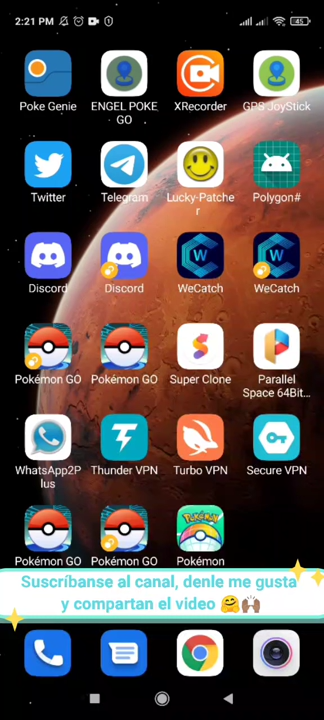 2:21 PM
45
Poke Genie
ENGEL POKE
GO
XRecorder
GPS JoyStick
Twitter
Telegram
Lucky-Patche
r
Polygon#
Discord
Discord
WeCatch
WeCatch
Pokémon GO
Pokémon GO
Super Clone
Parallel
Space 64Bit...
WhatsApp2P
lus
Thunder VPN
Turbo VPN
Secure VPN
Pokémon GO
Pokémon GO
Pokémon
Suscríbanse al canal, denle me gusta
y compartan el video 🤗🙌🏽